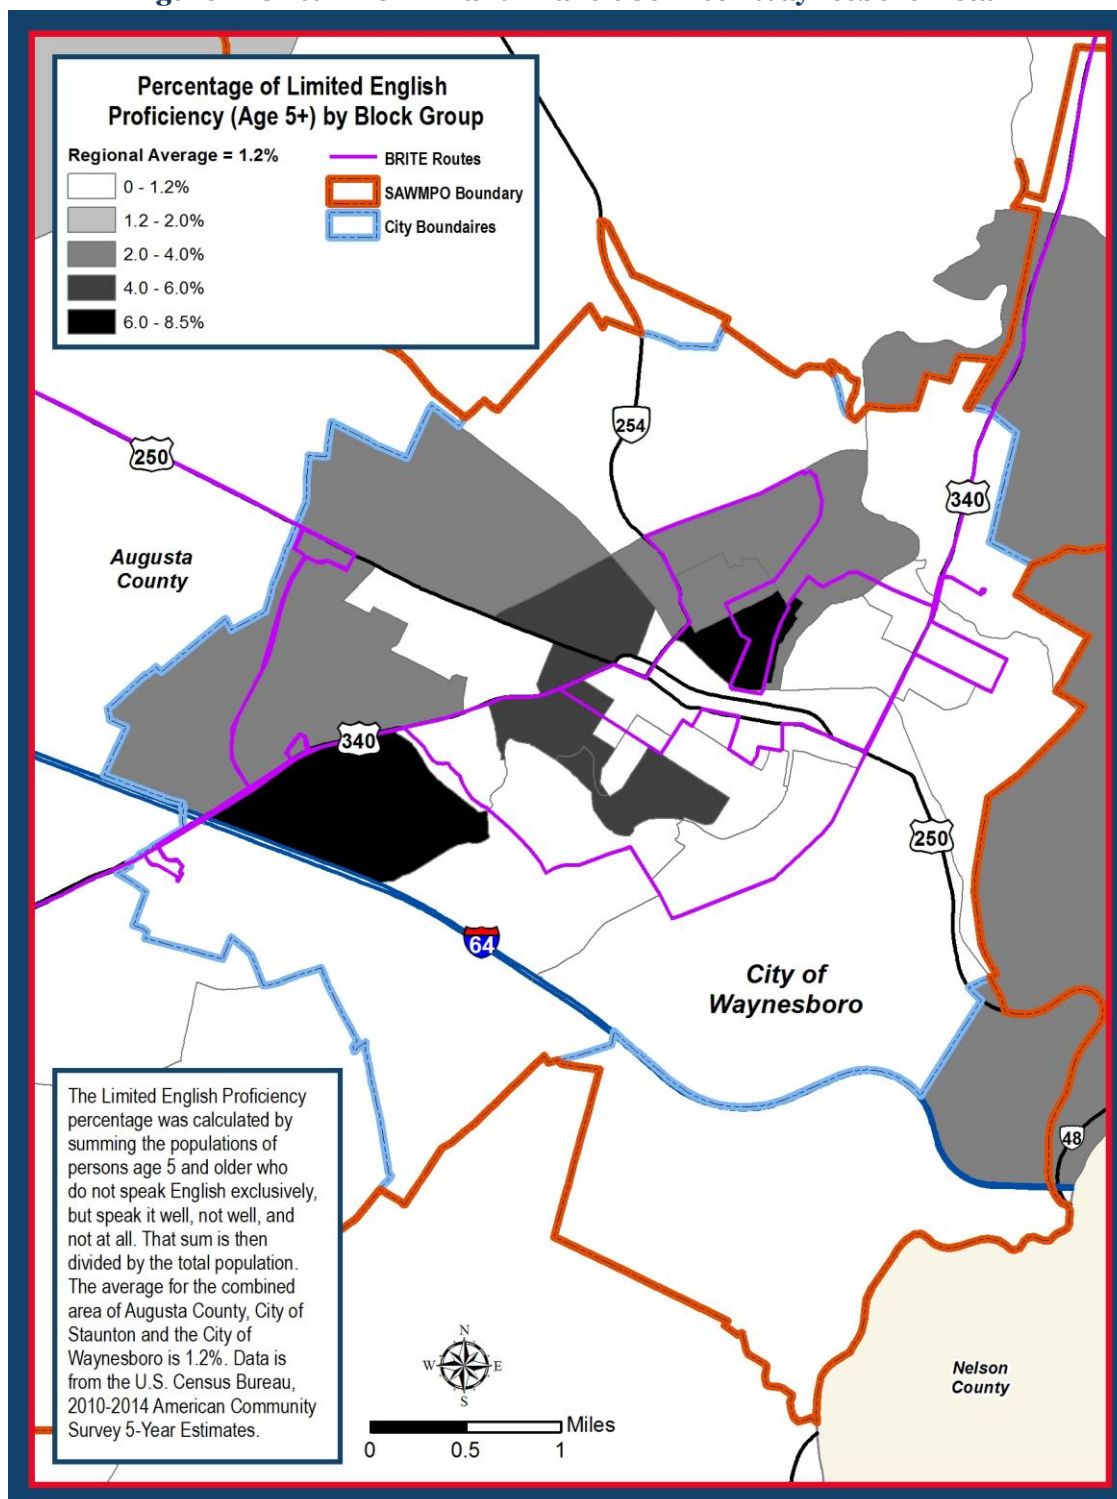 Percentage of Limited English
Proficiency (Age 5+) by Block Group
Regional Average = 1.2%
0 - 1.2%
1.2 - 2.0%
2.0 - 4.0%
4.0 - 6.0%
6.0 - 8.5%
BRITE Routes
SAWMPO Boundary
City Boundaires
254
250
340
Augusta
County
340
250
64
City of
Waynesboro
48
The Limited English Proficiency
percentage was calculated by
summing the populations of
persons age 5 and older who
do not speak English exclusively,
but speak it well, not well, and
not at all. That sum is then
divided by the total population.
The average for the combined
area of Augusta County, City of
Staunton and the City of
Waynesboro is 1.2%. Data is
from the U.S. Census Bureau,
2010-2014 American Community
Survey 5-Year Estimates.
N
W E
S
Miles
0 0.5 1
Nelson
County